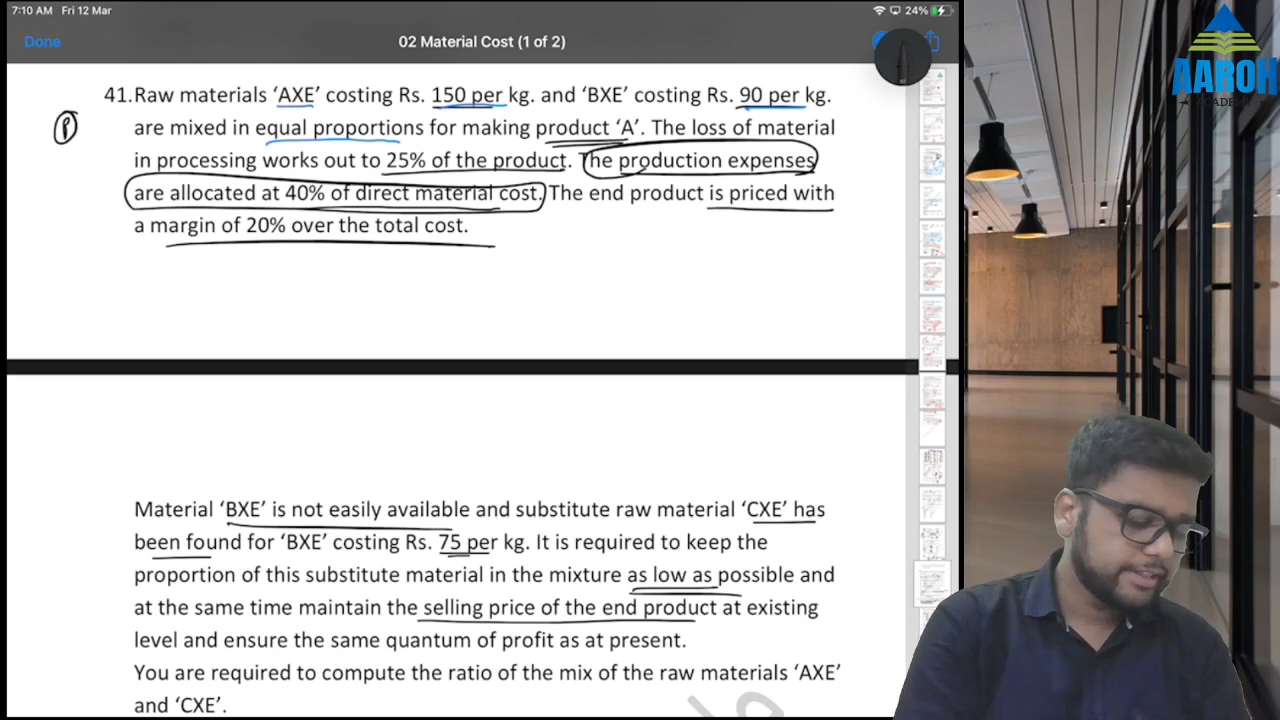 7:10 AM Fri 12 Mar
24%
Done
02 Material Cost (1 of 2)
AAROH
41.Raw materials ‘AXE’ costing Rs. 150 per kg. and ‘BXE’ costing Rs. 90 per kg.
are mixed in equal proportions for making product ‘A’. The loss of material
in processing works out to 25% of the product. The production expenses
are allocated at 40% of direct material cost. The end product is priced with
a margin of 20% over the total cost.
Material ‘BXE’ is not easily available and substitute raw material ‘CXE’ has
been found for ‘BXE’ costing Rs. 75 per kg. It is required to keep the
proportion of this substitute material in the mixture as low as possible and
at the same time maintain the selling price of the end product at existing
level and ensure the same quantum of profit as at present.
You are required to compute the ratio of the mix of the raw materials ‘AXE’
and ‘CXE’.